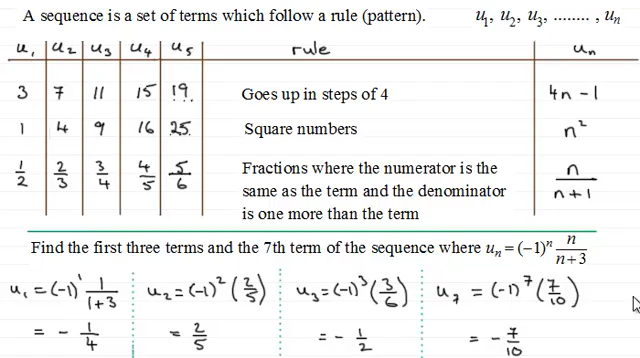 A sequence is a set of terms which follow a rule (pattern). u₁, u₂, u₃, ........ , uₙ
u₁ u₂ u₃ u₄ u₅ rule uₙ
3 7 11 15 19 Goes up in steps of 4 4n - 1
1 4 9 16 25 Square numbers n²
1/2 2/3 3/4 4/5 5/6 Fractions where the numerator is the n/(n+1)
same as the term and the denominator
is one more than the term
Find the first three terms and the 7th term of the sequence where uₙ = (-1)ⁿ n/(n+3)
u₁ = (-1)¹ 1/(1+3) u₂ = (-1)² (2/5) u₃ = (-1)³ (3/6) u₇ = (-1)⁷ (7/10)
= - 1/4 = 2/5 = - 1/2 = - 7/10